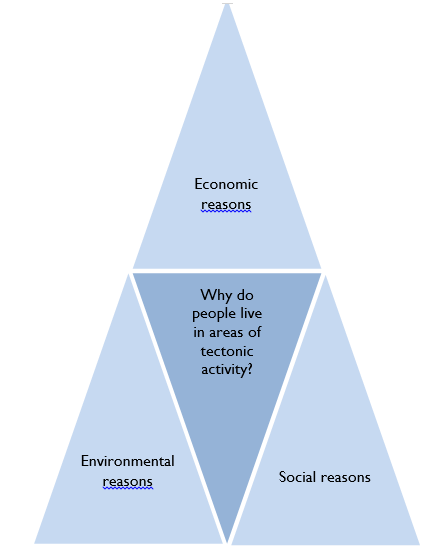 Economic
reasons
Why do
people live
in areas of
tectonic
activity?
Environmental
reasons
Social reasons